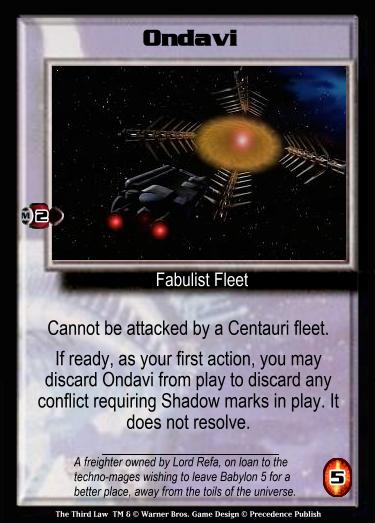 Ondavi
M 2
Fabulist Fleet
Cannot be attacked by a Centauri fleet.
If ready, as your first action, you may
discard Ondavi from play to discard any
conflict requiring Shadow marks in play. It
does not resolve.
A freighter owned by Lord Refa, on loan to the
techno-mages wishing to leave Babylon 5 for a
better place, away from the toils of the universe.
5
The Third Law TM & © Warner Bros. Game Design © Precedence Publish